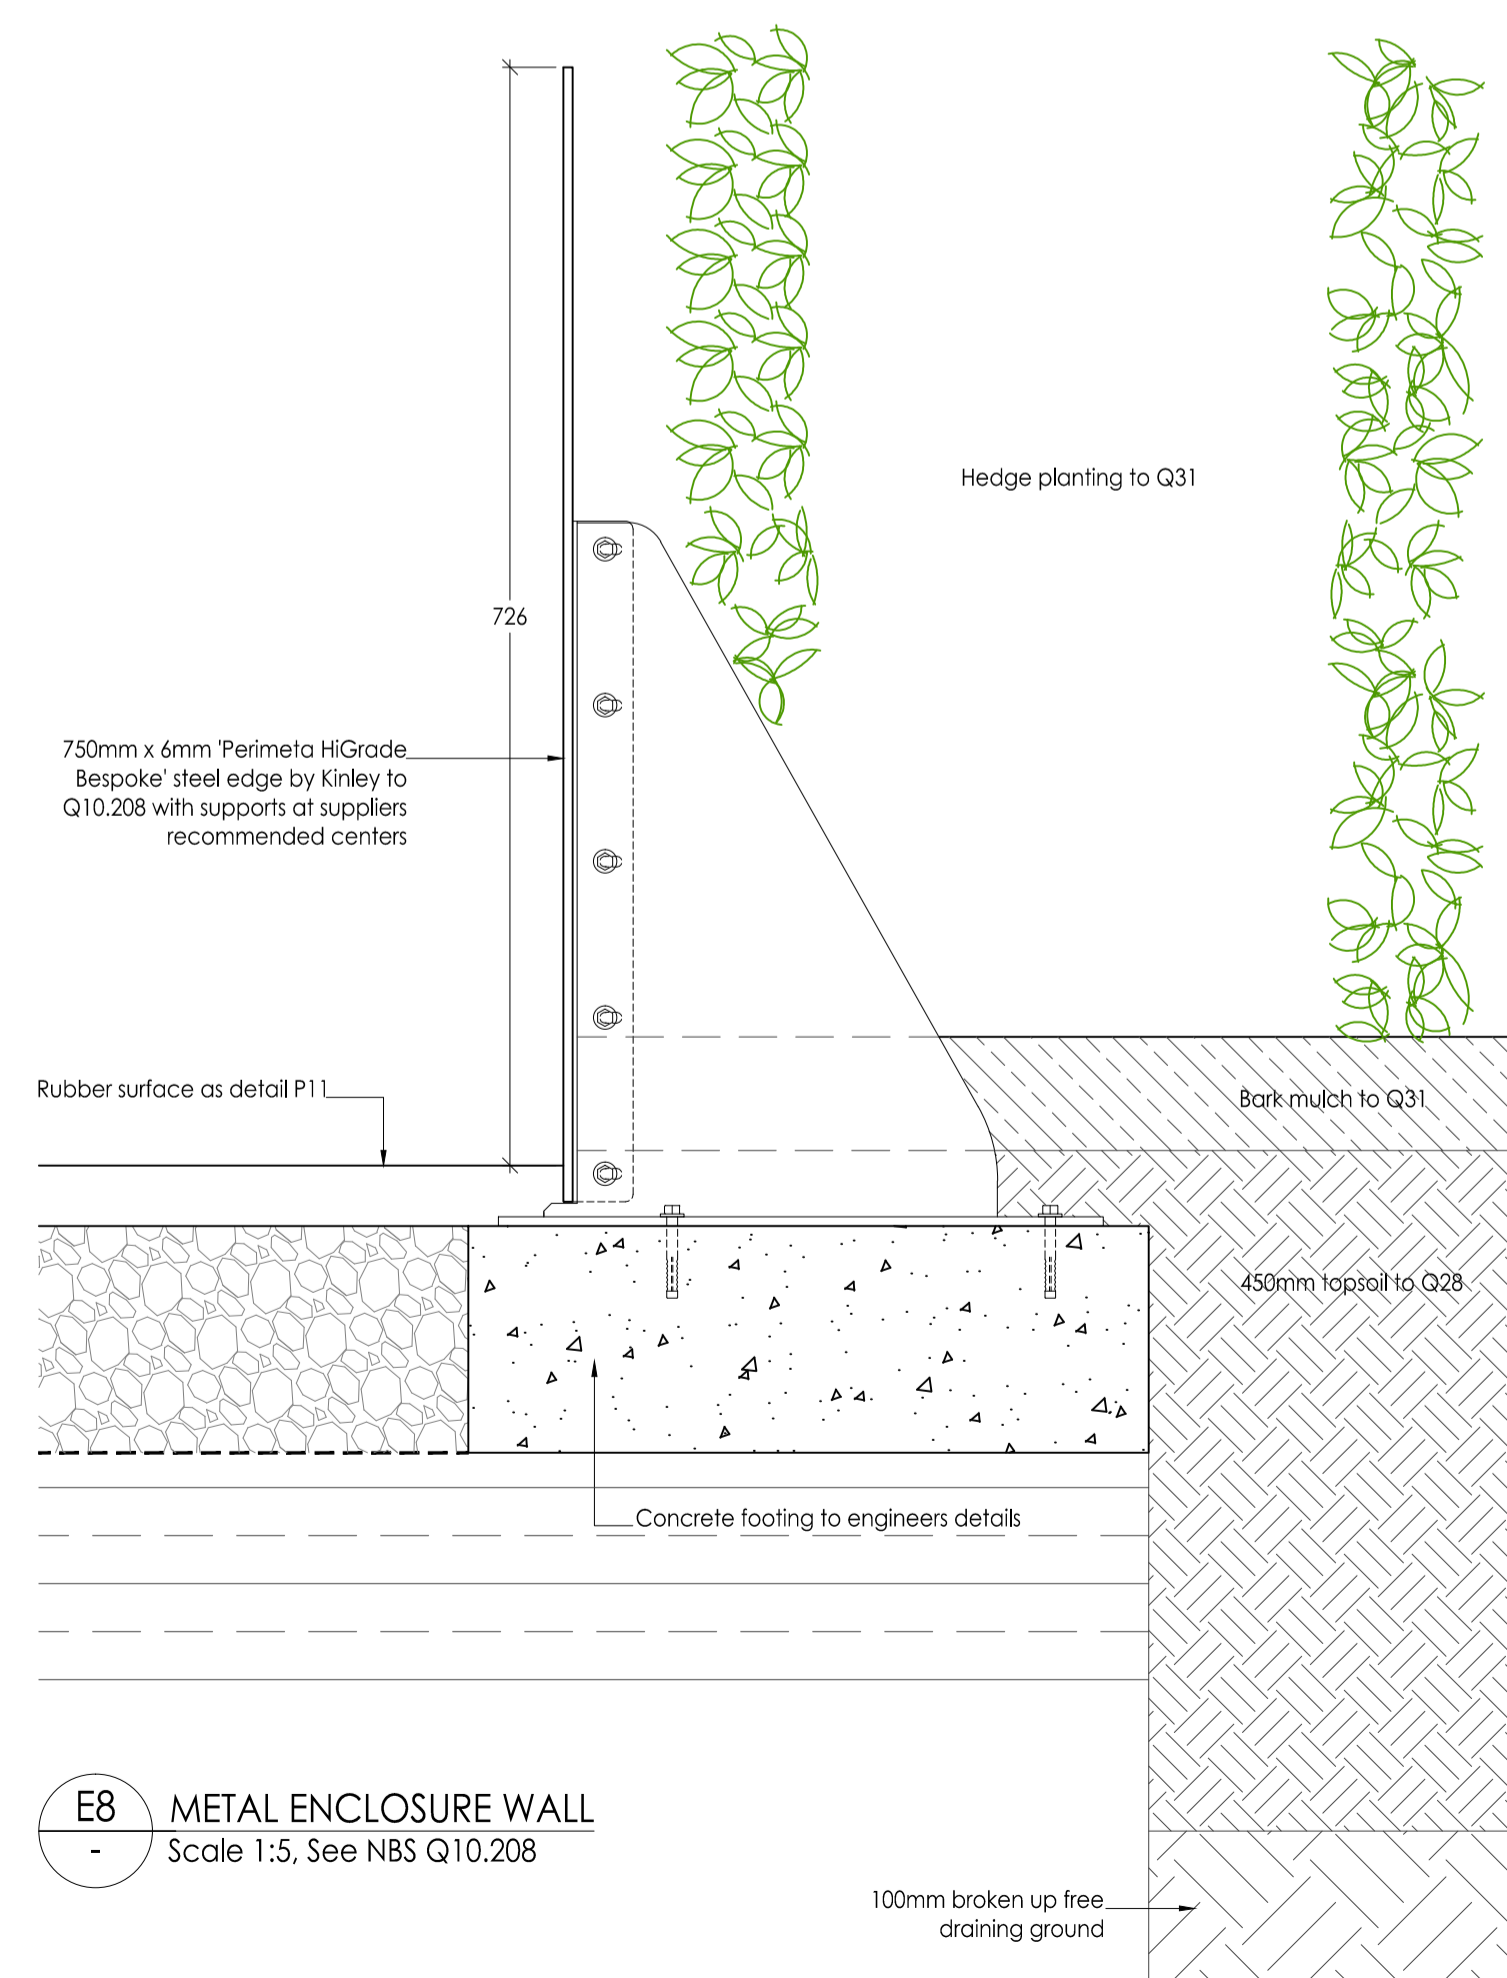 Hedge planting to Q31
726
750mm x 6mm 'Perimeta HiGrade
Bespoke' steel edge by Kinley to
Q10.208 with supports at suppliers
recommended centers
Rubber surface as detail P11
Bark mulch to Q31
450mm topsoil to Q28
Concrete footing to engineers details
E8
-
METAL ENCLOSURE WALL
Scale 1:5, See NBS Q10.208
100mm broken up free
draining ground